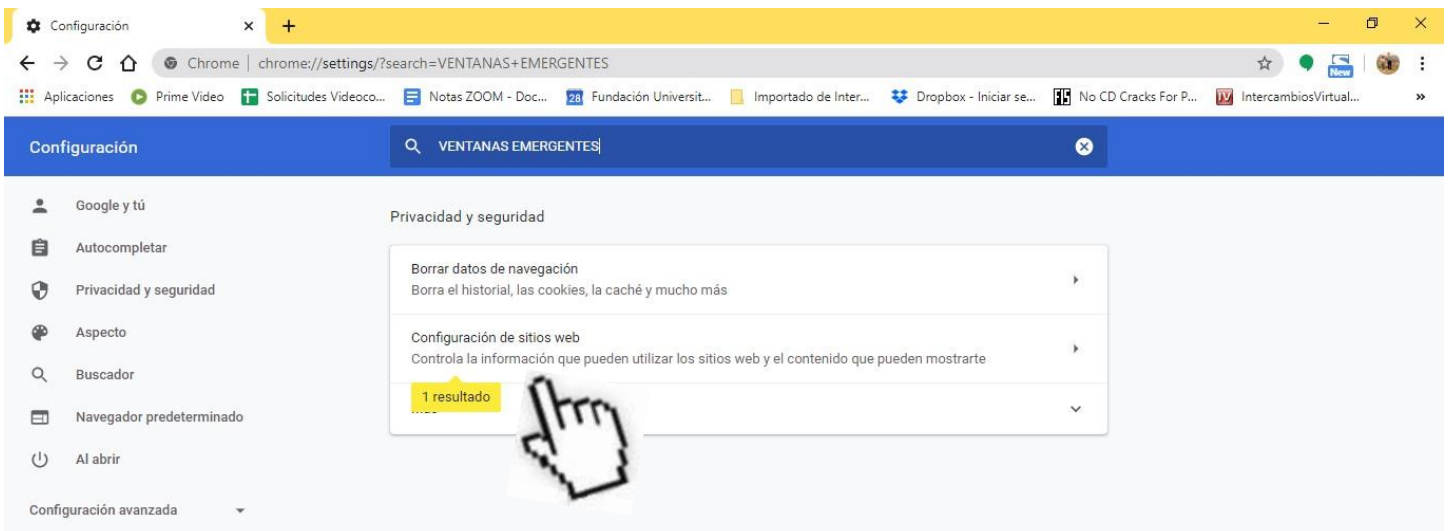 Configuración
Chrome | chrome://settings/?search=VENTANAS+EMERGENTES
New
Aplicaciones Prime Video Solicitudes Videoco... Notas ZOOM - Doc... 28 Fundación Universit... Importado de Inter... Dropbox - Iniciar se... No CD Cracks For P... IntercambiosVirtual... »
Configuración
VENTANAS EMERGENTES
Google y tú
Autocompletar
Privacidad y seguridad
Aspecto
Buscador
Navegador predeterminado
Al abrir
Configuración avanzada
Privacidad y seguridad
Borrar datos de navegación
Borra el historial, las cookies, la caché y mucho más
Configuración de sitios web
Controla la información que pueden utilizar los sitios web y el contenido que pueden mostrarte
1 resultado